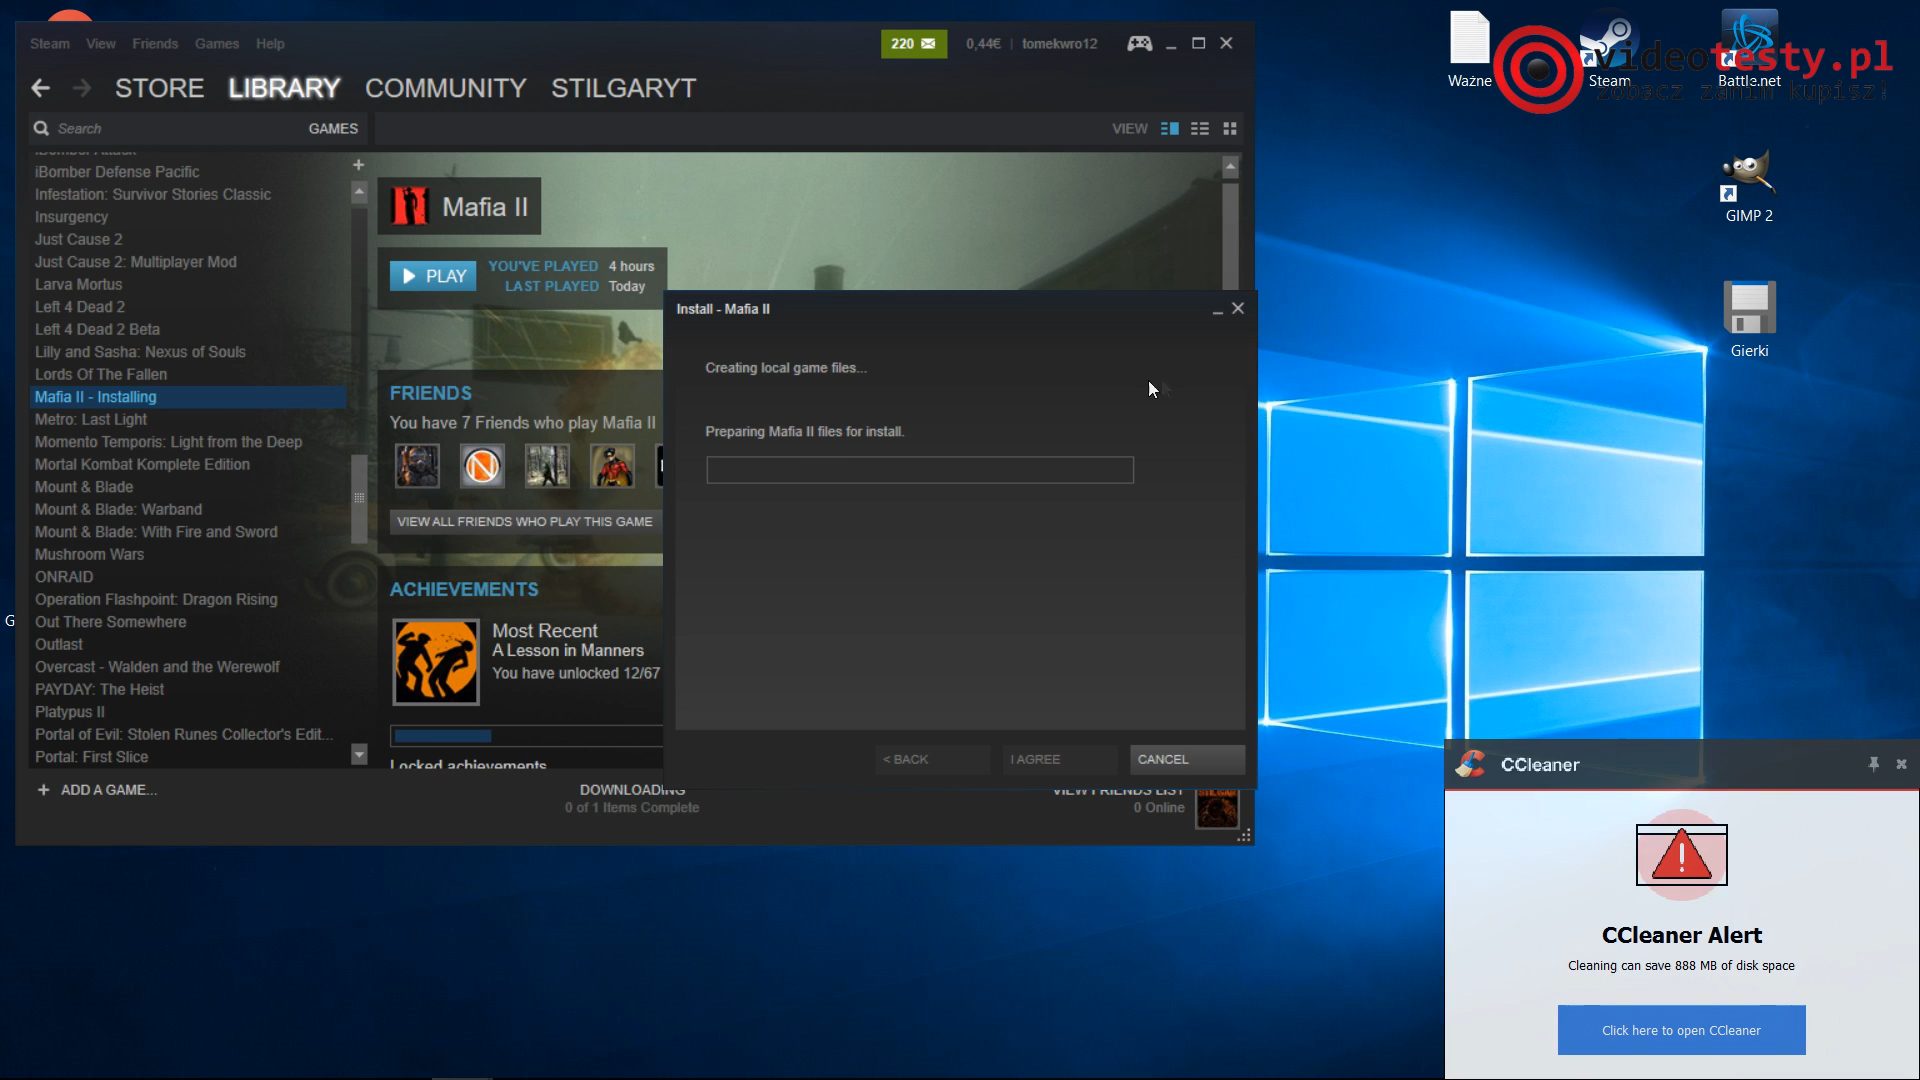 Steam View Friends Games Help
220
0,44€ | tomekwro12
STORE LIBRARY COMMUNITY STILGARYT
Search
GAMES
VIEW
iBomber Attack
iBomber Defense Pacific
Infestation: Survivor Stories Classic
Insurgency
Just Cause 2
Just Cause 2: Multiplayer Mod
Larva Mortus
Left 4 Dead 2
Left 4 Dead 2 Beta
Lilly and Sasha: Nexus of Souls
Lords Of The Fallen
Mafia II - Installing
Metro: Last Light
Momento Temporis: Light from the Deep
Mortal Kombat Komplete Edition
Mount & Blade
Mount & Blade: Warband
Mount & Blade: With Fire and Sword
Mushroom Wars
ONRAID
Operation Flashpoint: Dragon Rising
Out There Somewhere
Outlast
Overcast - Walden and the Werewolf
PAYDAY: The Heist
Platypus II
Portal of Evil: Stolen Runes Collector's Edit...
Portal: First Slice
+ ADD A GAME...
Mafia II
PLAY
YOU'VE PLAYED 4 hours
LAST PLAYED Today
FRIENDS
You have 7 Friends who play Mafia II
VIEW ALL FRIENDS WHO PLAY THIS GAME
ACHIEVEMENTS
Most Recent
A Lesson in Manners
You have unlocked 12/67
Locked achievements
DOWNLOADING
0 of 1 Items Complete
VIEW FRIENDS LIST
0 Online
Install - Mafia II
Creating local game files...
Preparing Mafia II files for install.
< BACK
I AGREE
CANCEL
G
Ważne
Steam
Battle.net
videotesty.pl
zobacz zanim kupisz!
GIMP 2
Gierki
CCleaner
CCleaner Alert
Cleaning can save 888 MB of disk space
Click here to open CCleaner